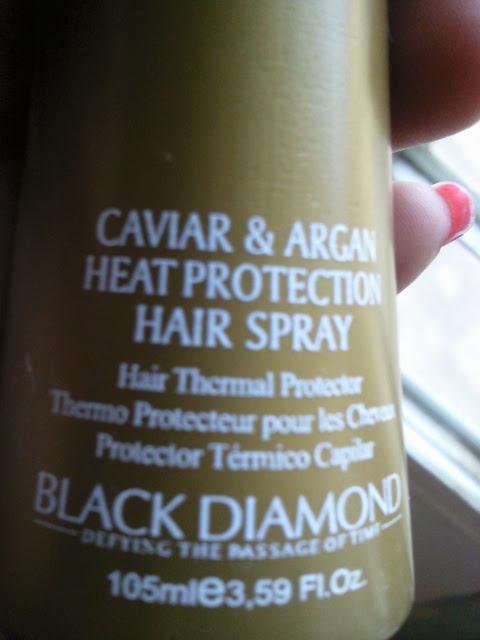 CAVIAR & ARGAN
HEAT PROTECTION
HAIR SPRAY
Hair Thermal Protector
Thermo Protecteur pour les Cheveux
Protector Térmico Capilar
BLACK DIAMOND
DEFYING THE PASSAGE OF TIME
105ml e 3,59 Fl.Oz.